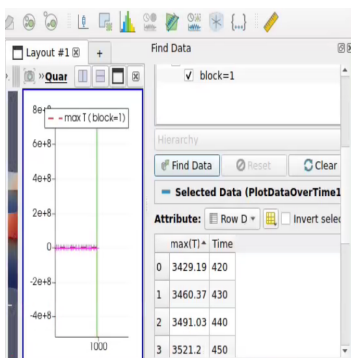 Layout #1
+
Find Data
»Quar
block=1
max T ( block=1)
8e+8
6e+8
4e+8
2e+8
0
-2e+8
-4e+8
1000
Hierarchy
Find Data Reset Clear
Selected Data (PlotDataOverTime1
Attribute: Row D Invert selec
max(T) Time
0 3429.19 420
1 3460.37 430
2 3491.03 440
3 3521.2 450